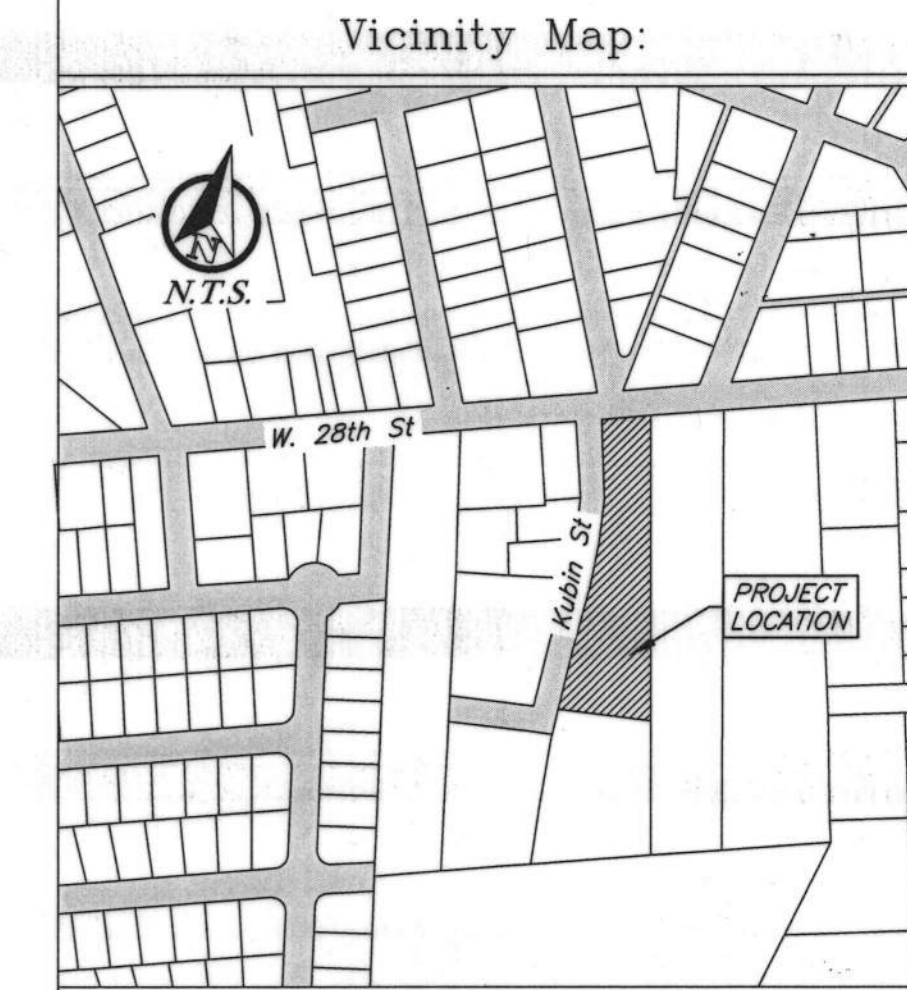 Vicinity Map:
N
N.T.S.
W. 28th St
Kubin St
PROJECT
LOCATION